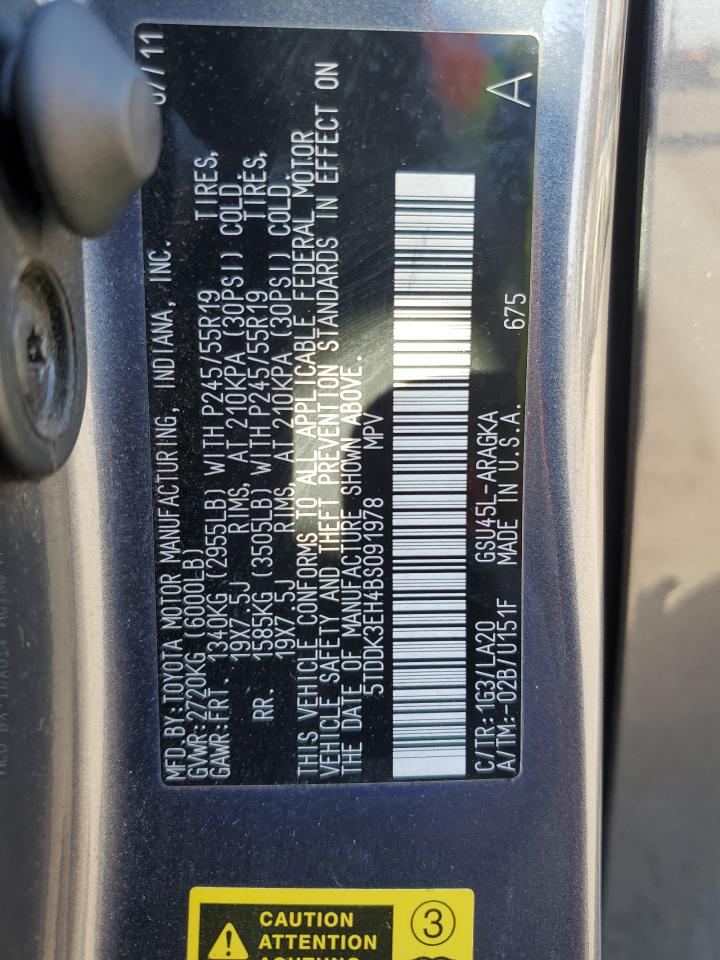 MFD.BY:TOYOTA MOTOR MANUFACTURING, INDIANA, INC. /11
GVWR:2720KG (6000LB)
GAWR:FRT. 1340KG (2955LB) WITH P245/55R19 TIRES,
19X7.5J RIMS, AT 210KPA (30PSI) COLD
RR. 1585KG (3505LB) WITH P245/55R19 TIRES,
19X7.5J RIMS, AT 210KPA (30PSI) COLD.
THIS VEHICLE CONFORMS TO ALL APPLICABLE FEDERAL MOTOR
VEHICLE SAFETY AND THEFT PREVENTION STANDARDS IN EFFECT ON
THE DATE OF MANUFACTURE SHOWN ABOVE.
5TDDK3EH4BS091978 MPV
C/TR:1G3/LA20 GSU45L-ARAGKA
A/TM:-02B/U151F MADE IN U.S.A. 675 A
CAUTION
ATTENTION
3